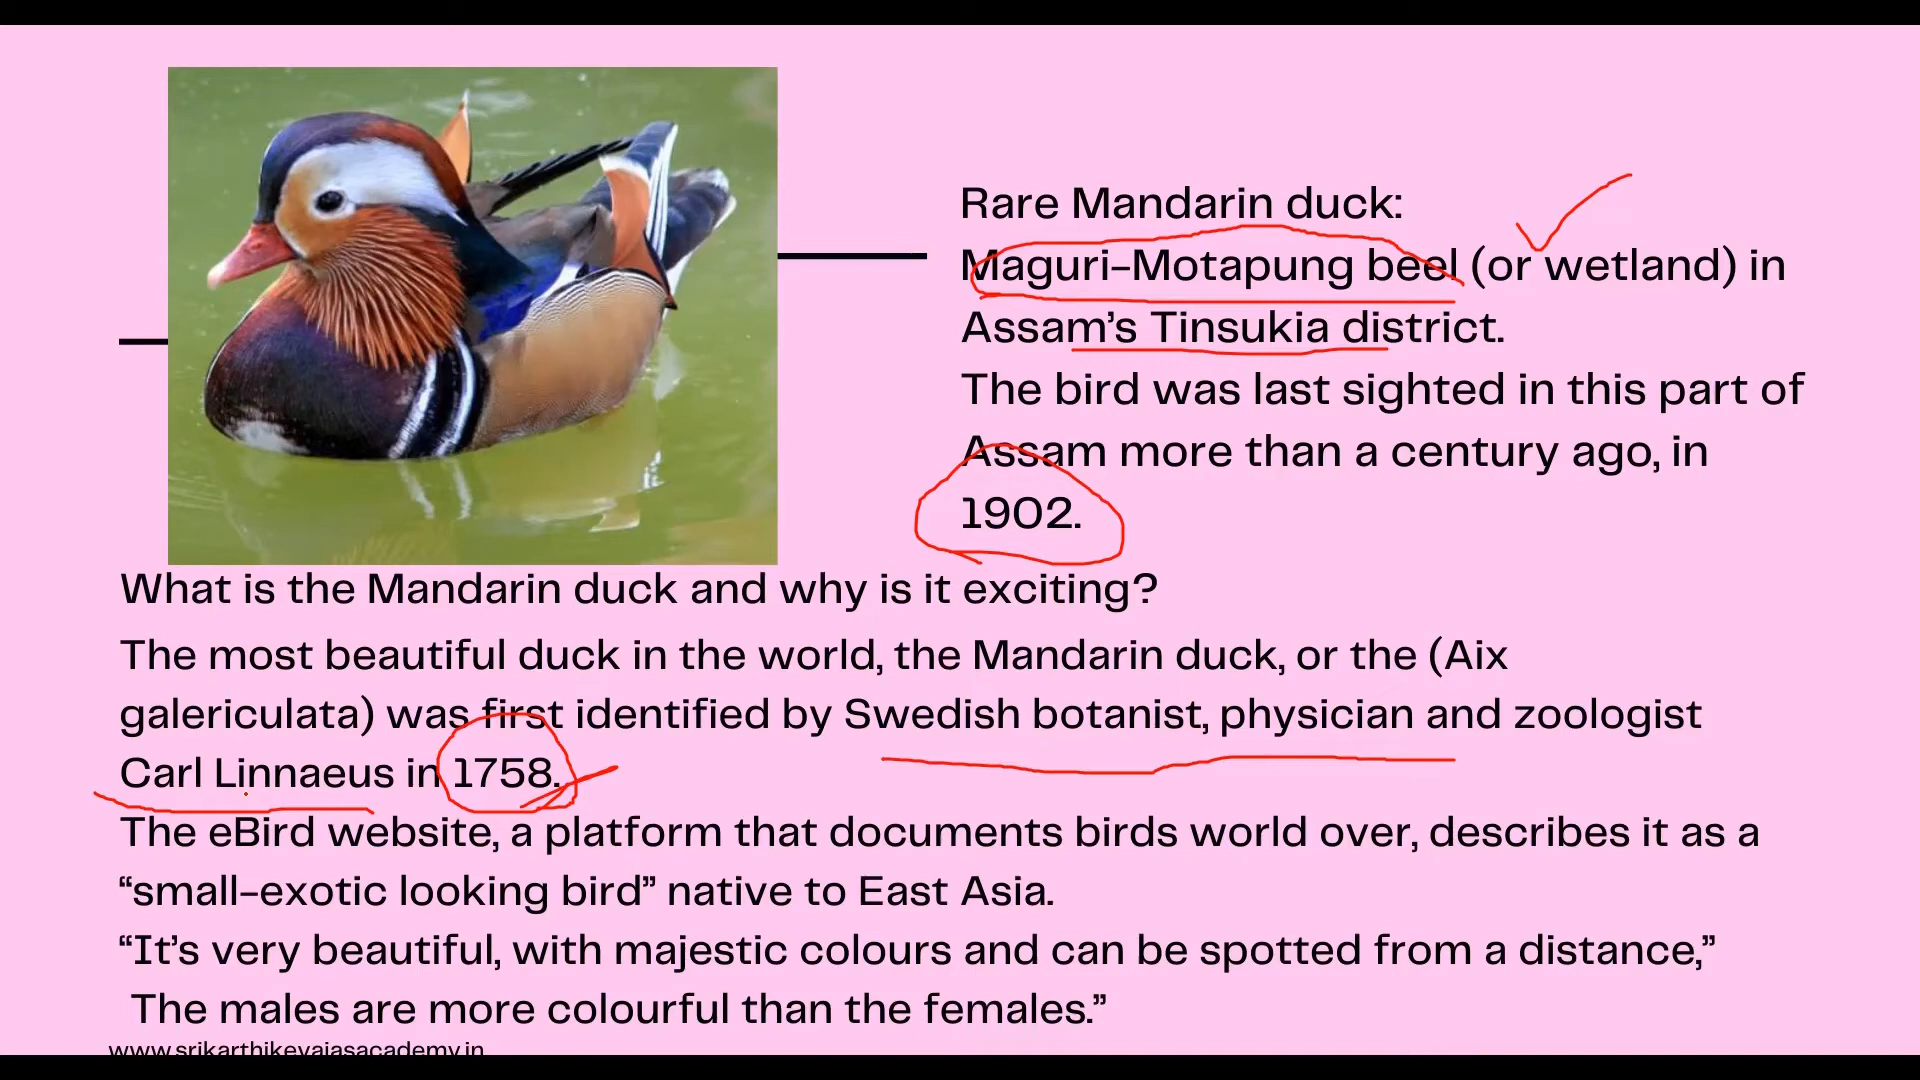 Rare Mandarin duck:
Maguri-Motapung beel (or wetland) in
Assam's Tinsukia district.
The bird was last sighted in this part of
Assam more than a century ago, in
1902.
What is the Mandarin duck and why is it exciting?
The most beautiful duck in the world, the Mandarin duck, or the (Aix
galericulata) was first identified by Swedish botanist, physician and zoologist
Carl Linnaeus in 1758.
The eBird website, a platform that documents birds world over, describes it as a
“small-exotic looking bird” native to East Asia.
“It's very beautiful, with majestic colours and can be spotted from a distance,”
The males are more colourful than the females.”
www.srikarthikeyaiasacademy.in